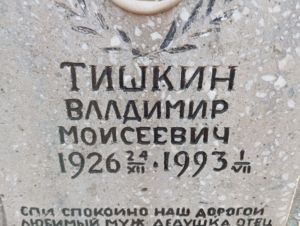 ТИШКИН
ВЛАДИМИР
МОИСЕЕВИЧ
1926 24/XII · 1993 1/VII
СПИ СПОКОЙНО НАШ ДОРОГОЙ
ЛЮБИМЫЙ МУЖ ДЕДУШКА ОТЕЦ